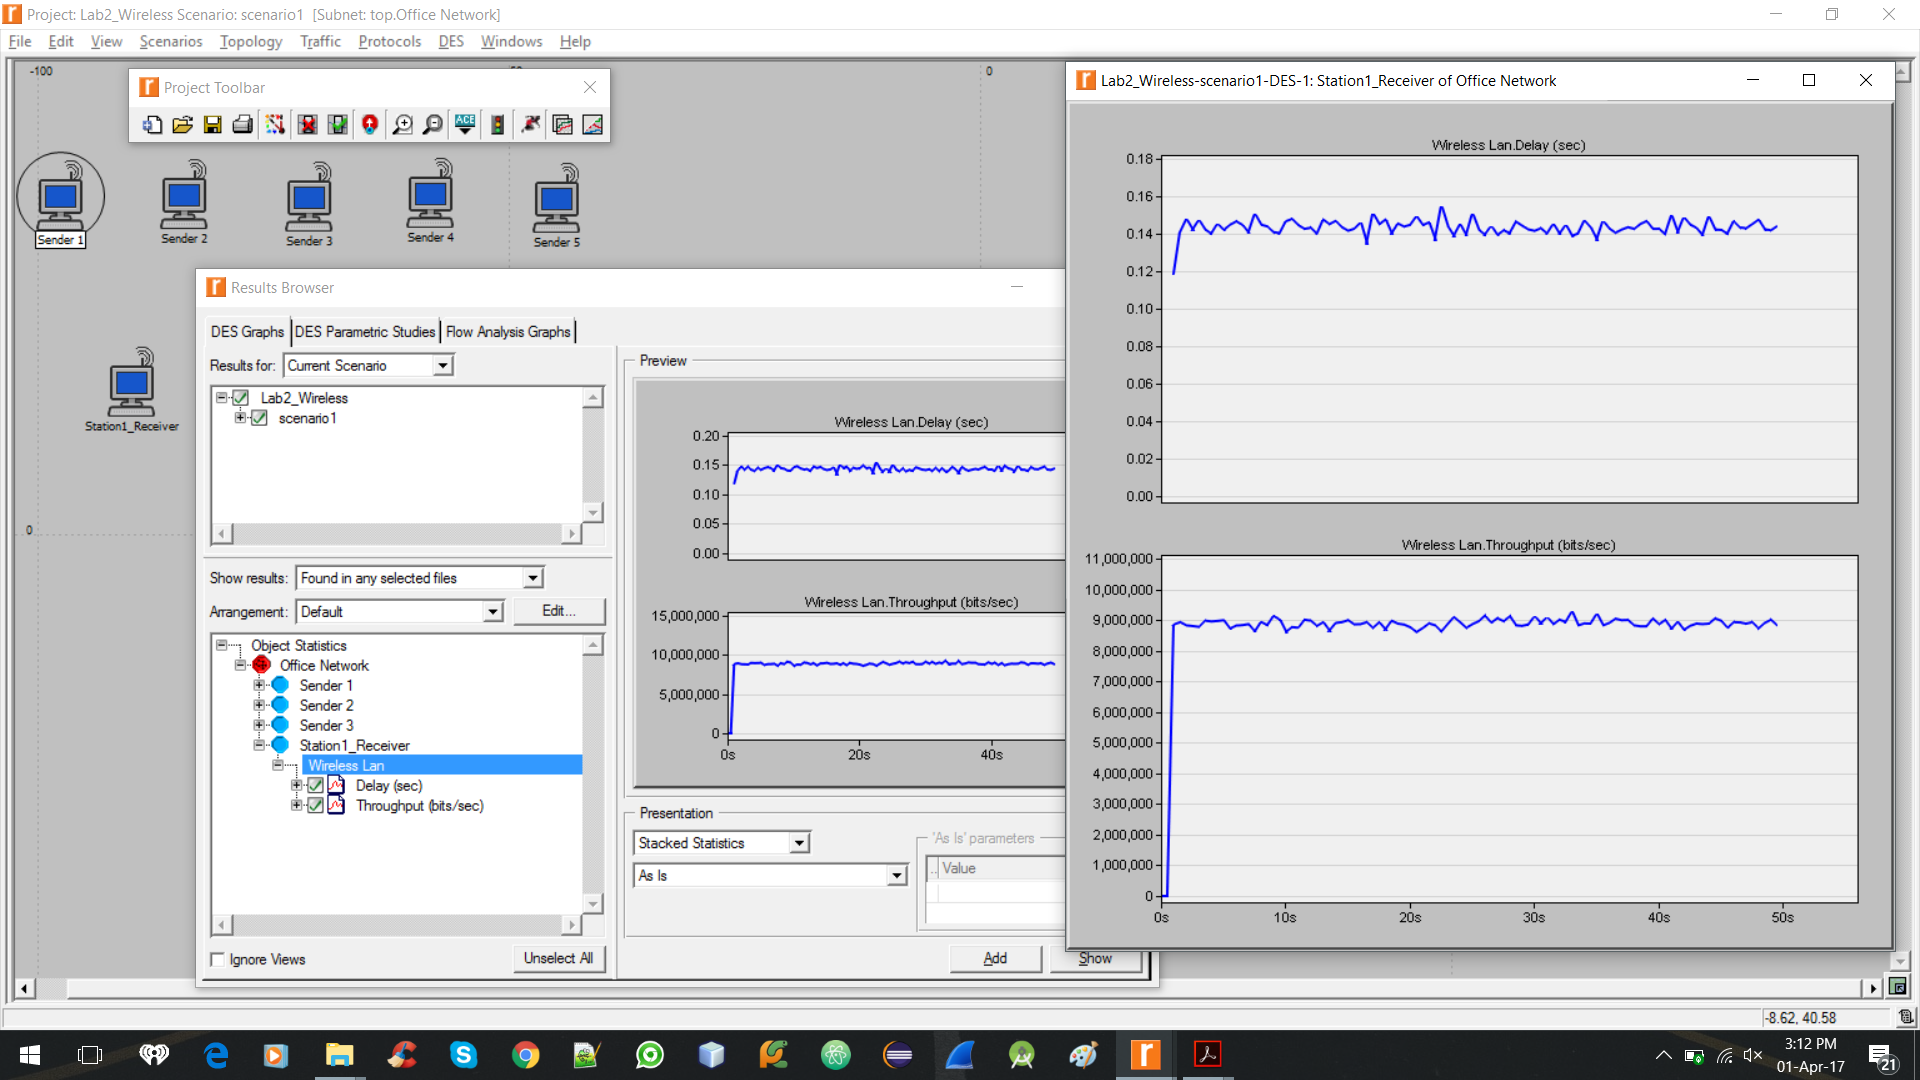 Project: Lab2_Wireless Scenario: scenario1  [Subnet: top.Office Network]
File Edit View Scenarios Topology Traffic Protocols DES Windows Help
-100
0
Project Toolbar
ACE
Sender 1
Sender 2
Sender 3
Sender 4
Sender 5
Station1_Receiver
0
Results Browser
DES Graphs DES Parametric Studies Flow Analysis Graphs
Results for: Current Scenario
Lab2_Wireless
scenario1
Show results: Found in any selected files
Arrangement: Default Edit...
Object Statistics
Office Network
Sender 1
Sender 2
Sender 3
Station1_Receiver
Wireless Lan
Delay (sec)
Throughput (bits/sec)
Ignore Views
Unselect All
Preview
Wireless Lan.Delay (sec)
0.20
0.15
0.10
0.05
0.00
Wireless Lan.Throughput (bits/sec)
15,000,000
10,000,000
5,000,000
0
0s 20s 40s
Presentation
Stacked Statistics
As Is
'As Is' parameters
.. Value
Add
Show
Lab2_Wireless-scenario1-DES-1: Station1_Receiver of Office Network
Wireless Lan.Delay (sec)
0.18
0.16
0.14
0.12
0.10
0.08
0.06
0.04
0.02
0.00
Wireless Lan.Throughput (bits/sec)
11,000,000
10,000,000
9,000,000
8,000,000
7,000,000
6,000,000
5,000,000
4,000,000
3,000,000
2,000,000
1,000,000
0
0s 10s 20s 30s 40s 50s
-8.62, 40.58
3:12 PM
01-Apr-17
21